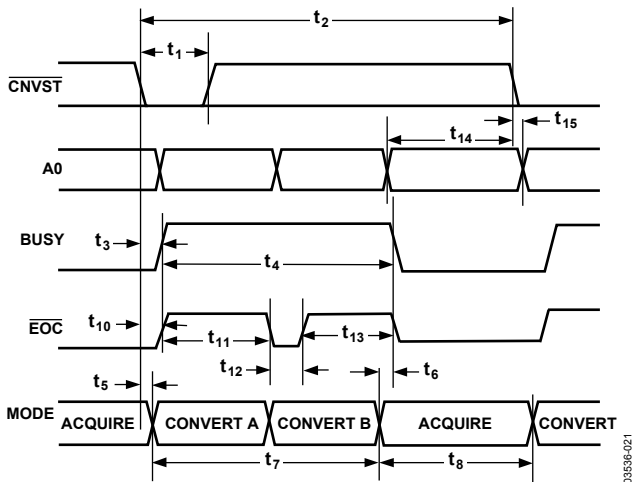 t2
t1
CNVST
t14
t15
A0
BUSY
t3
t4
EOC
t10
t11
t13
t12
t6
t5
MODE
ACQUIRE
CONVERT A
CONVERT B
ACQUIRE
CONVERT
t7
t8
03536-021